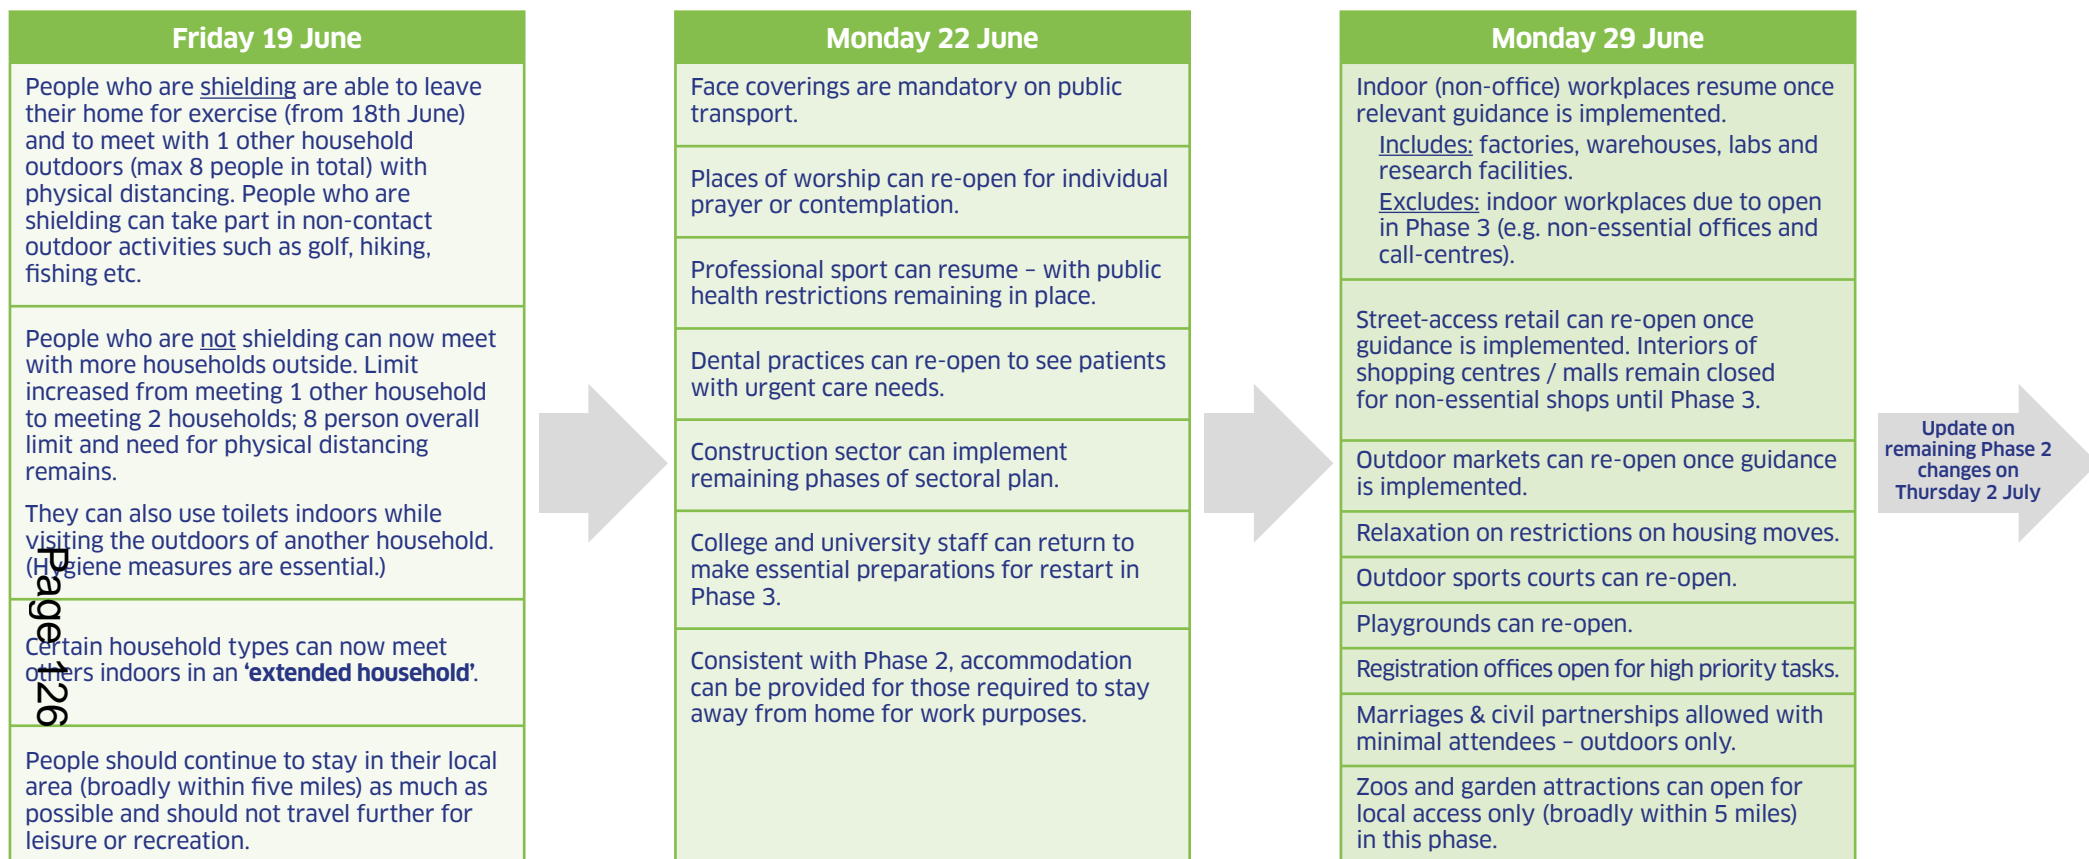 Friday 19 June
People who are shielding are able to leave
their home for exercise (from 18th June)
and to meet with 1 other household
outdoors (max 8 people in total) with
physical distancing. People who are
shielding can take part in non-contact
outdoor activities such as golf, hiking,
fishing etc.
People who are not shielding can now meet
with more households outside. Limit
increased from meeting 1 other household
to meeting 2 households; 8 person overall
limit and need for physical distancing
remains.
They can also use toilets indoors while
visiting the outdoors of another household.
(Hygiene measures are essential.)
Certain household types can now meet
others indoors in an ‘extended household’.
People should continue to stay in their local
area (broadly within five miles) as much as
possible and should not travel further for
leisure or recreation.
Page 126
Monday 22 June
Face coverings are mandatory on public
transport.
Places of worship can re-open for individual
prayer or contemplation.
Professional sport can resume – with public
health restrictions remaining in place.
Dental practices can re-open to see patients
with urgent care needs.
Construction sector can implement
remaining phases of sectoral plan.
College and university staff can return to
make essential preparations for restart in
Phase 3.
Consistent with Phase 2, accommodation
can be provided for those required to stay
away from home for work purposes.
Monday 29 June
Indoor (non-office) workplaces resume once
relevant guidance is implemented.
Includes: factories, warehouses, labs and
research facilities.
Excludes: indoor workplaces due to open
in Phase 3 (e.g. non-essential offices and
call-centres).
Street-access retail can re-open once
guidance is implemented. Interiors of
shopping centres / malls remain closed
for non-essential shops until Phase 3.
Outdoor markets can re-open once guidance
is implemented.
Relaxation on restrictions on housing moves.
Outdoor sports courts can re-open.
Playgrounds can re-open.
Registration offices open for high priority tasks.
Marriages & civil partnerships allowed with
minimal attendees – outdoors only.
Zoos and garden attractions can open for
local access only (broadly within 5 miles)
in this phase.
Update on
remaining Phase 2
changes on
Thursday 2 July